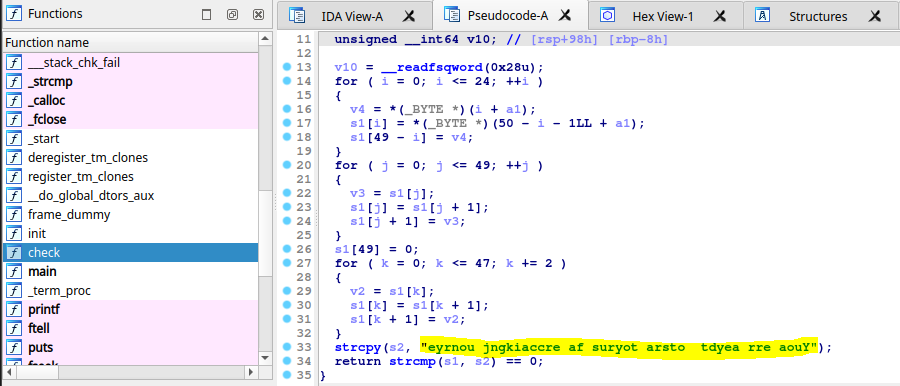 Functions
Function name
___stack_chk_fail
_strcmp
_calloc
_fclose
_start
deregister_tm_clones
register_tm_clones
__do_global_dtors_aux
frame_dummy
init
check
main
_term_proc
printf
ftell
puts
IDA View-A
Pseudocode-A
Hex View-1
Structures
11 unsigned __int64 v10; // [rsp+98h] [rbp-8h]
12
13 v10 = __readfsqword(0x28u);
14 for ( i = 0; i <= 24; ++i )
15 {
16 v4 = *(_BYTE *)(i + a1);
17 s1[i] = *(_BYTE *)(50 - i - 1LL + a1);
18 s1[49 - i] = v4;
19 }
20 for ( j = 0; j <= 49; ++j )
21 {
22 v3 = s1[j];
23 s1[j] = s1[j + 1];
24 s1[j + 1] = v3;
25 }
26 s1[49] = 0;
27 for ( k = 0; k <= 47; k += 2 )
28 {
29 v2 = s1[k];
30 s1[k] = s1[k + 1];
31 s1[k + 1] = v2;
32 }
33 strcpy(s2, "eyrnou jngkiaccre af suryot arsto  tdyea rre aouY");
34 return strcmp(s1, s2) == 0;
35 }